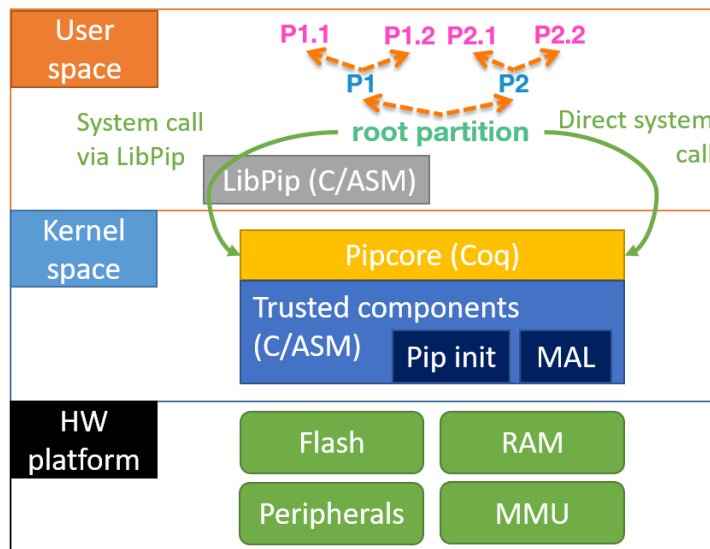 User
space
P1.1 P1.2 P2.1 P2.2
P1 P2
System call
via LibPip
root partition
Direct system
call
LibPip (C/ASM)
Kernel
space
Pipcore (Coq)
Trusted components
(C/ASM)
Pip init
MAL
HW
platform
Flash
RAM
Peripherals
MMU